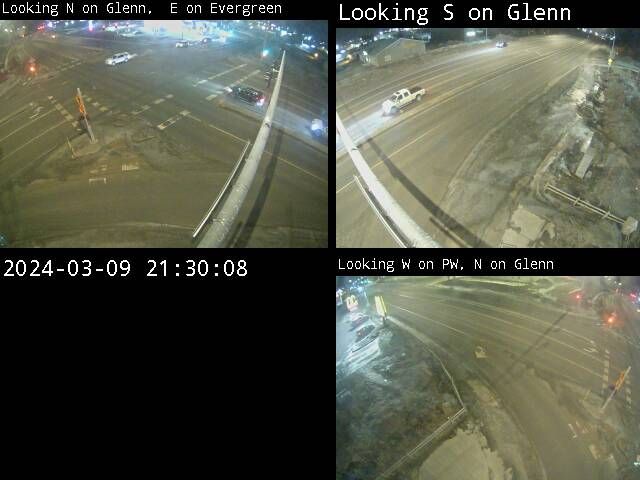 Looking N on Glenn,  E on Evergreen
Looking S on Glenn
2024-03-09 21:30:08
Looking W on PW, N on Glenn